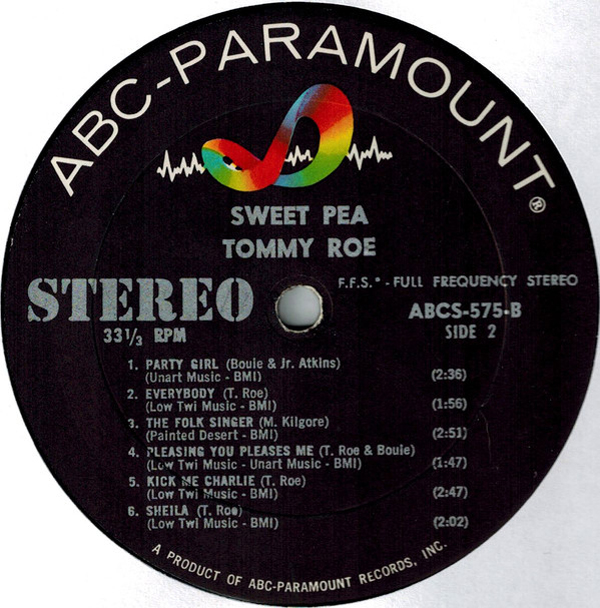 ABC-PARAMOUNT®
SWEET PEA
TOMMY ROE
STEREO
33 1/3 RPM
F.F.S.* - FULL FREQUENCY STEREO
ABCS-575-B
SIDE 2
1. PARTY GIRL (Bouie & Jr. Atkins)
(Unart Music - BMI) (2:36)
2. EVERYBODY (T. Roe)
(Low Twi Music - BMI) (1:56)
3. THE FOLK SINGER (M. Kilgore)
(Painted Desert - BMI) (2:51)
4. PLEASING YOU PLEASES ME (T. Roe & Bouie)
(Low Twi Music - Unart Music - BMI) (1:47)
5. KICK ME CHARLIE (T. Roe)
(Low Twi Music - BMI) (2:47)
6. SHEILA (T. Roe)
(Low Twi Music - BMI) (2:02)
A PRODUCT OF ABC-PARAMOUNT RECORDS, INC.